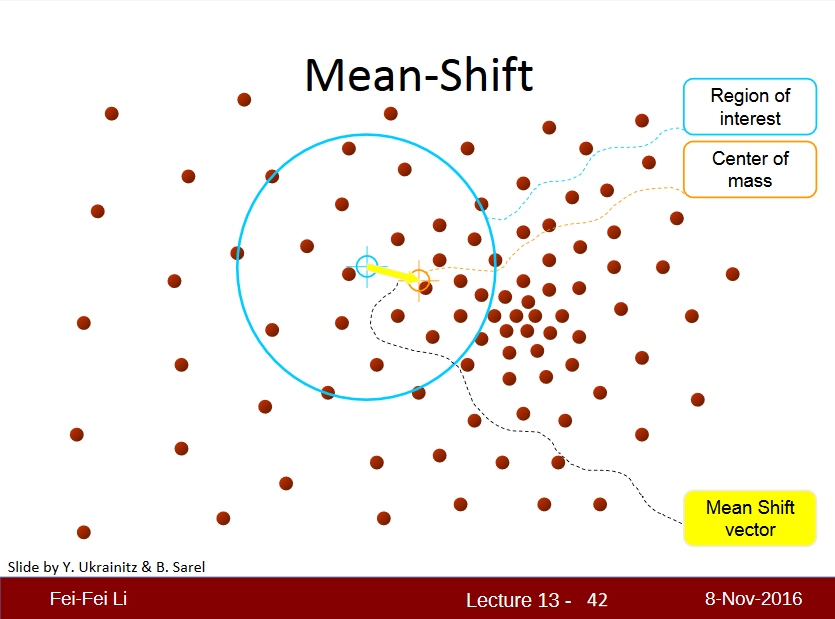 Mean-Shift
Region of
interest
Center of
mass
Mean Shift
vector
Slide by Y. Ukrainitz & B. Sarel
Fei-Fei Li
Lecture 13 - 42
8-Nov-2016